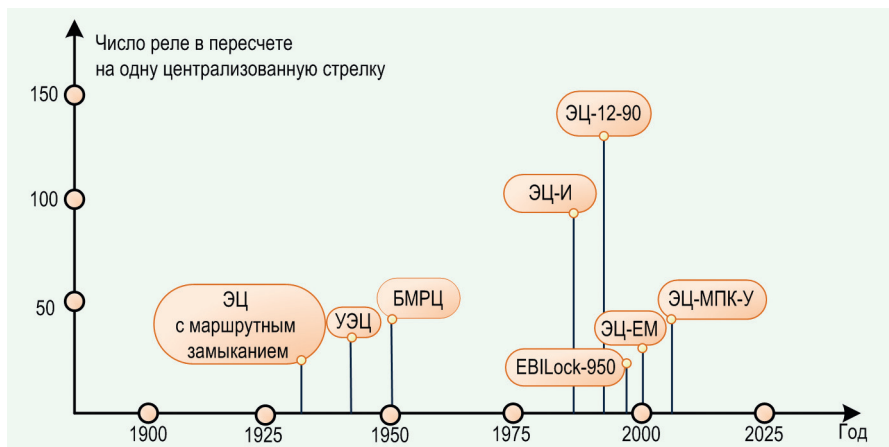 Число реле в пересчете
на одну централизованную стрелку
150
100
50
ЭЦ-12-90
ЭЦ-И
ЭЦ
с маршрутным
замыканием
УЭЦ
БМРЦ
ЭЦ-МПК-У
ЭЦ-ЕМ
EBILock-950
1900
1925
1950
1975
2000
2025
Год